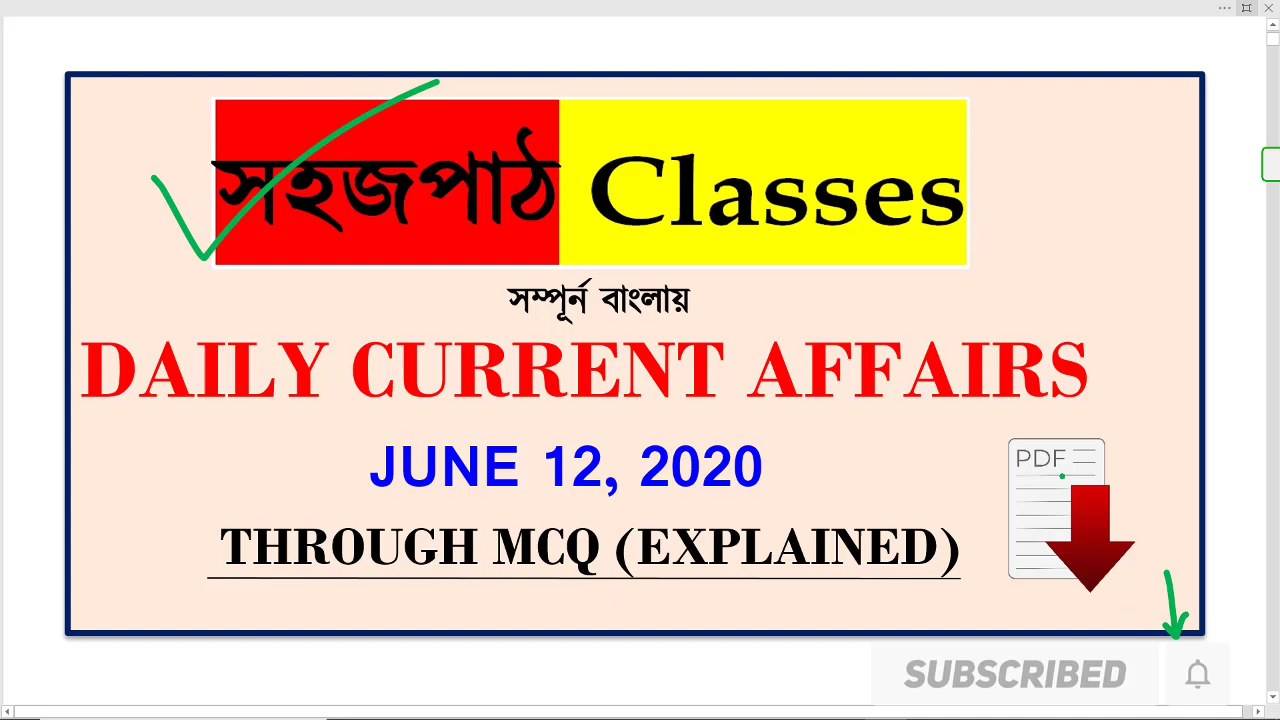 সহজপাঠ Classes
সম্পূর্ন বাংলায়
DAILY CURRENT AFFAIRS
JUNE 12, 2020
PDF
THROUGH MCQ (EXPLAINED)
SUBSCRIBED